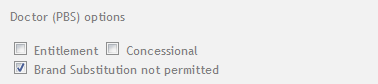 Doctor (PBS) options
Entitlement Concessional
Brand Substitution not permitted